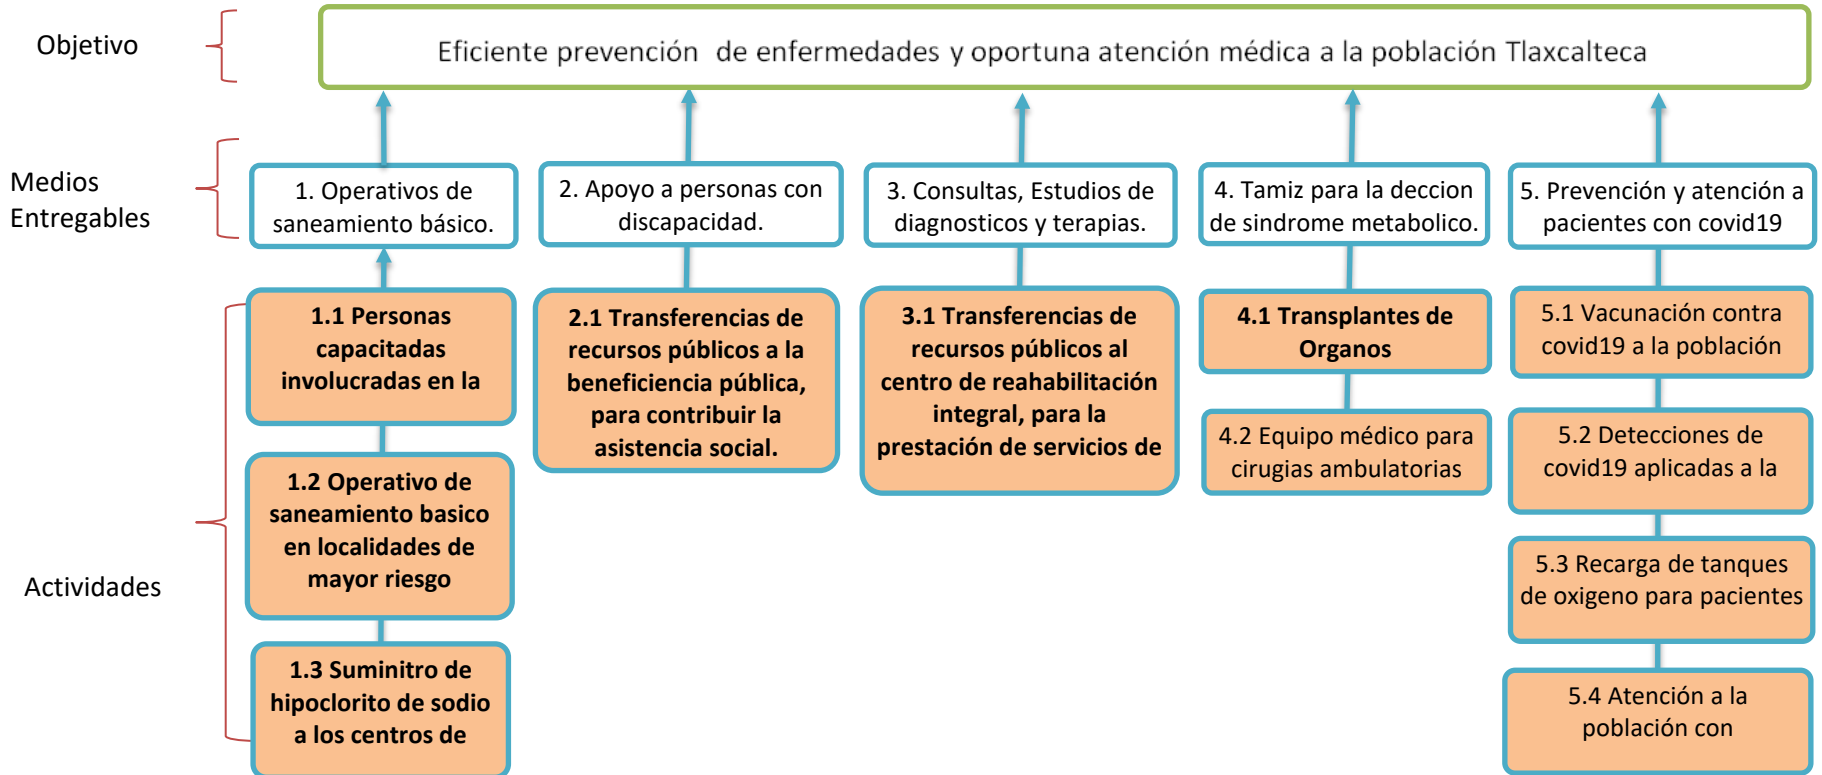 Objetivo
Eficiente prevención de enfermedades y oportuna atención médica a la población Tlaxcalteca
Medios
Entregables
1. Operativos de
saneamiento básico.
2. Apoyo a personas con
discapacidad.
3. Consultas, Estudios de
diagnosticos y terapias.
4. Tamiz para la deccion
de sindrome metabolico.
5. Prevención y atención a
pacientes con covid19
Actividades
1.1 Personas
capacitadas
involucradas en la
1.2 Operativo de
saneamiento basico
en localidades de
mayor riesgo
1.3 Suminitro de
hipoclorito de sodio
a los centros de
2.1 Transferencias de
recursos públicos a la
beneficiencia pública,
para contribuir la
asistencia social.
3.1 Transferencias de
recursos públicos al
centro de reahabilitación
integral, para la
prestación de servicios de
4.1 Transplantes de
Organos
4.2 Equipo médico para
cirugias ambulatorias
5.1 Vacunación contra
covid19 a la población
5.2 Detecciones de
covid19 aplicadas a la
5.3 Recarga de tanques
de oxigeno para pacientes
5.4 Atención a la
población con